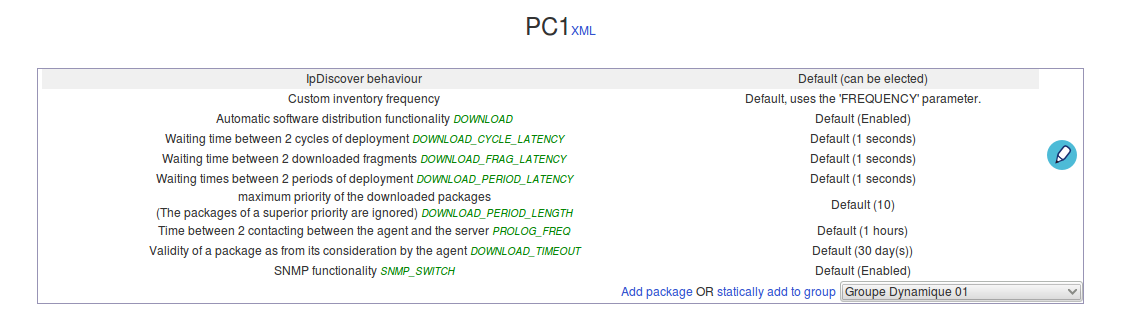 PC1 XML
IpDiscover behaviour Default (can be elected)
Custom inventory frequency Default, uses the 'FREQUENCY' parameter.
Automatic software distribution functionality DOWNLOAD Default (Enabled)
Waiting time between 2 cycles of deployment DOWNLOAD_CYCLE_LATENCY Default (1 seconds)
Waiting time between 2 downloaded fragments DOWNLOAD_FRAG_LATENCY Default (1 seconds)
Waiting times between 2 periods of deployment DOWNLOAD_PERIOD_LATENCY Default (1 seconds)
maximum priority of the downloaded packages
(The packages of a superior priority are ignored) DOWNLOAD_PERIOD_LENGTH Default (10)
Time between 2 contacting between the agent and the server PROLOG_FREQ Default (1 hours)
Validity of a package as from its consideration by the agent DOWNLOAD_TIMEOUT Default (30 day(s))
SNMP functionality SNMP_SWITCH Default (Enabled)
Add package OR statically add to group Groupe Dynamique 01